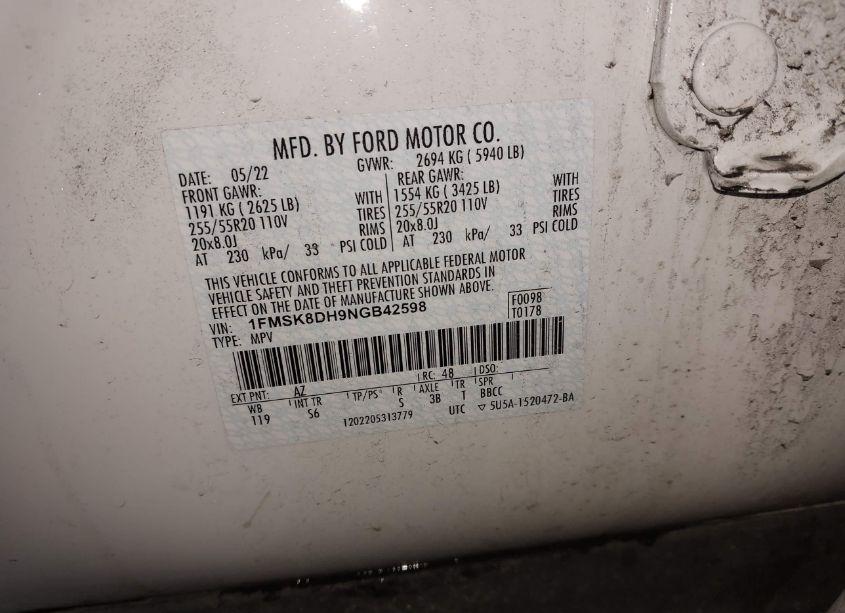 MFD. BY FORD MOTOR CO.
DATE: 05/22 GVWR: 2694 KG ( 5940 LB)
FRONT GAWR: REAR GAWR:
1191 KG ( 2625 LB) WITH 1554 KG ( 3425 LB) WITH
255/55R20 110V TIRES 255/55R20 110V TIRES
20x8.0J RIMS 20x8.0J RIMS
AT 230 kPa/ 33 PSI COLD AT 230 kPa/ 33 PSI COLD
THIS VEHICLE CONFORMS TO ALL APPLICABLE FEDERAL MOTOR
VEHICLE SAFETY AND THEFT PREVENTION STANDARDS IN
EFFECT ON THE DATE OF MANUFACTURE SHOWN ABOVE.
VIN: 1FMSK8DH9NGB42598 F0098
TYPE: MPV T0178
EXT PNT: AZ RC: 48 DSO:
WB INT TR TP/PS R AXLE TR SPR
119 S6 S 3B T BBCC
1202205313779 UTC ▽ 5U5A-1520472-BA